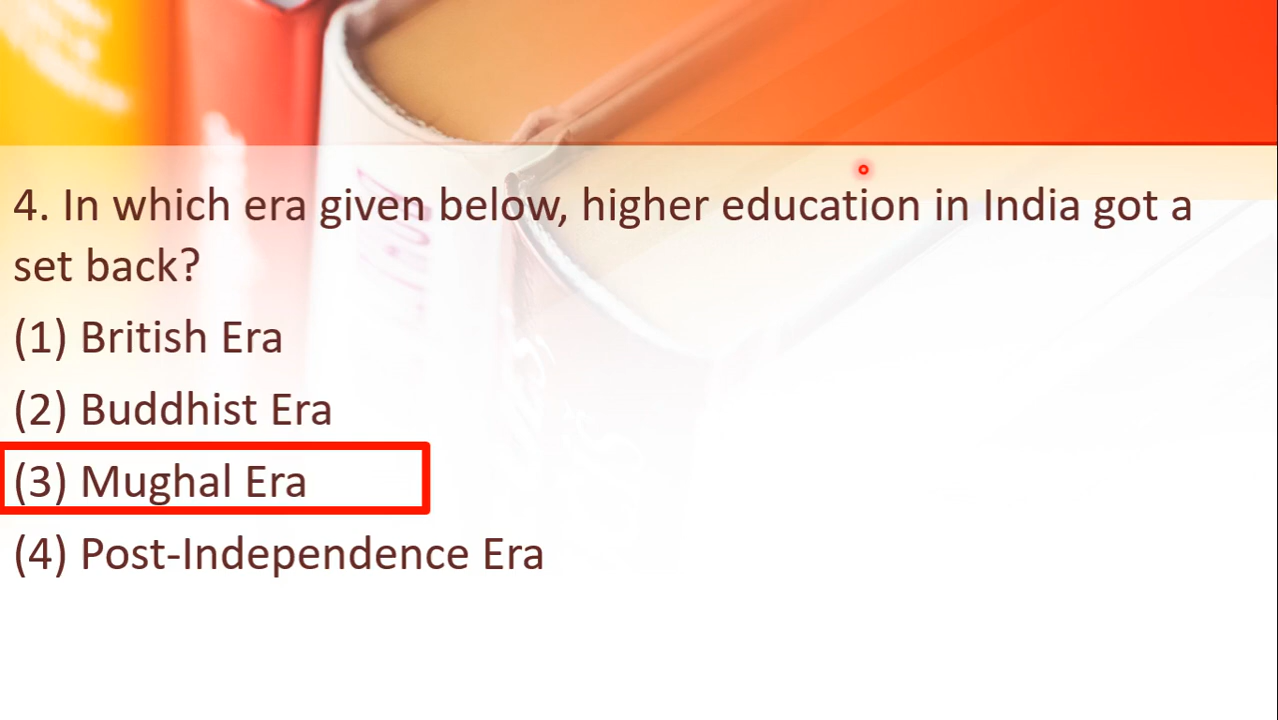 4. In which era given below, higher education in India got a
set back?
(1) British Era
(2) Buddhist Era
(3) Mughal Era
(4) Post-Independence Era